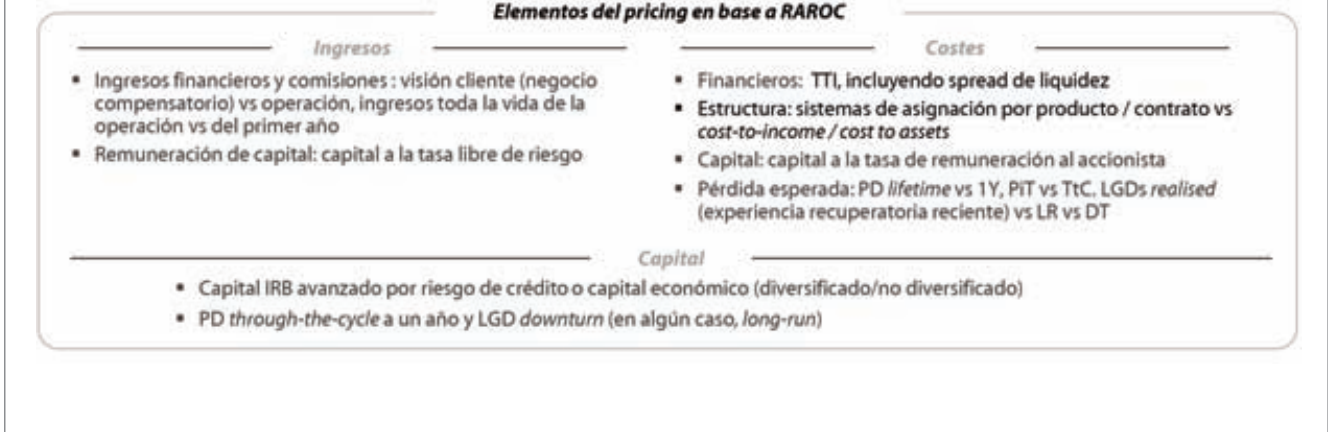 Elementos del pricing en base a RAROC
Ingresos
▪ Ingresos financieros y comisiones : visión cliente (negocio
compensatorio) vs operación, ingresos toda la vida de la
operación vs del primer año
▪ Remuneración de capital: capital a la tasa libre de riesgo
Costes
▪ Financieros: TTI, incluyendo spread de liquidez
▪ Estructura: sistemas de asignación por producto / contrato vs
cost-to-income / cost to assets
▪ Capital: capital a la tasa de remuneración al accionista
▪ Pérdida esperada: PD lifetime vs 1Y, PiT vs TtC. LGDs realised
(experiencia recuperatoria reciente) vs LR vs DT
Capital
▪ Capital IRB avanzado por riesgo de crédito o capital económico (diversificado/no diversificado)
▪ PD through-the-cycle a un año y LGD downturn (en algún caso, long-run)